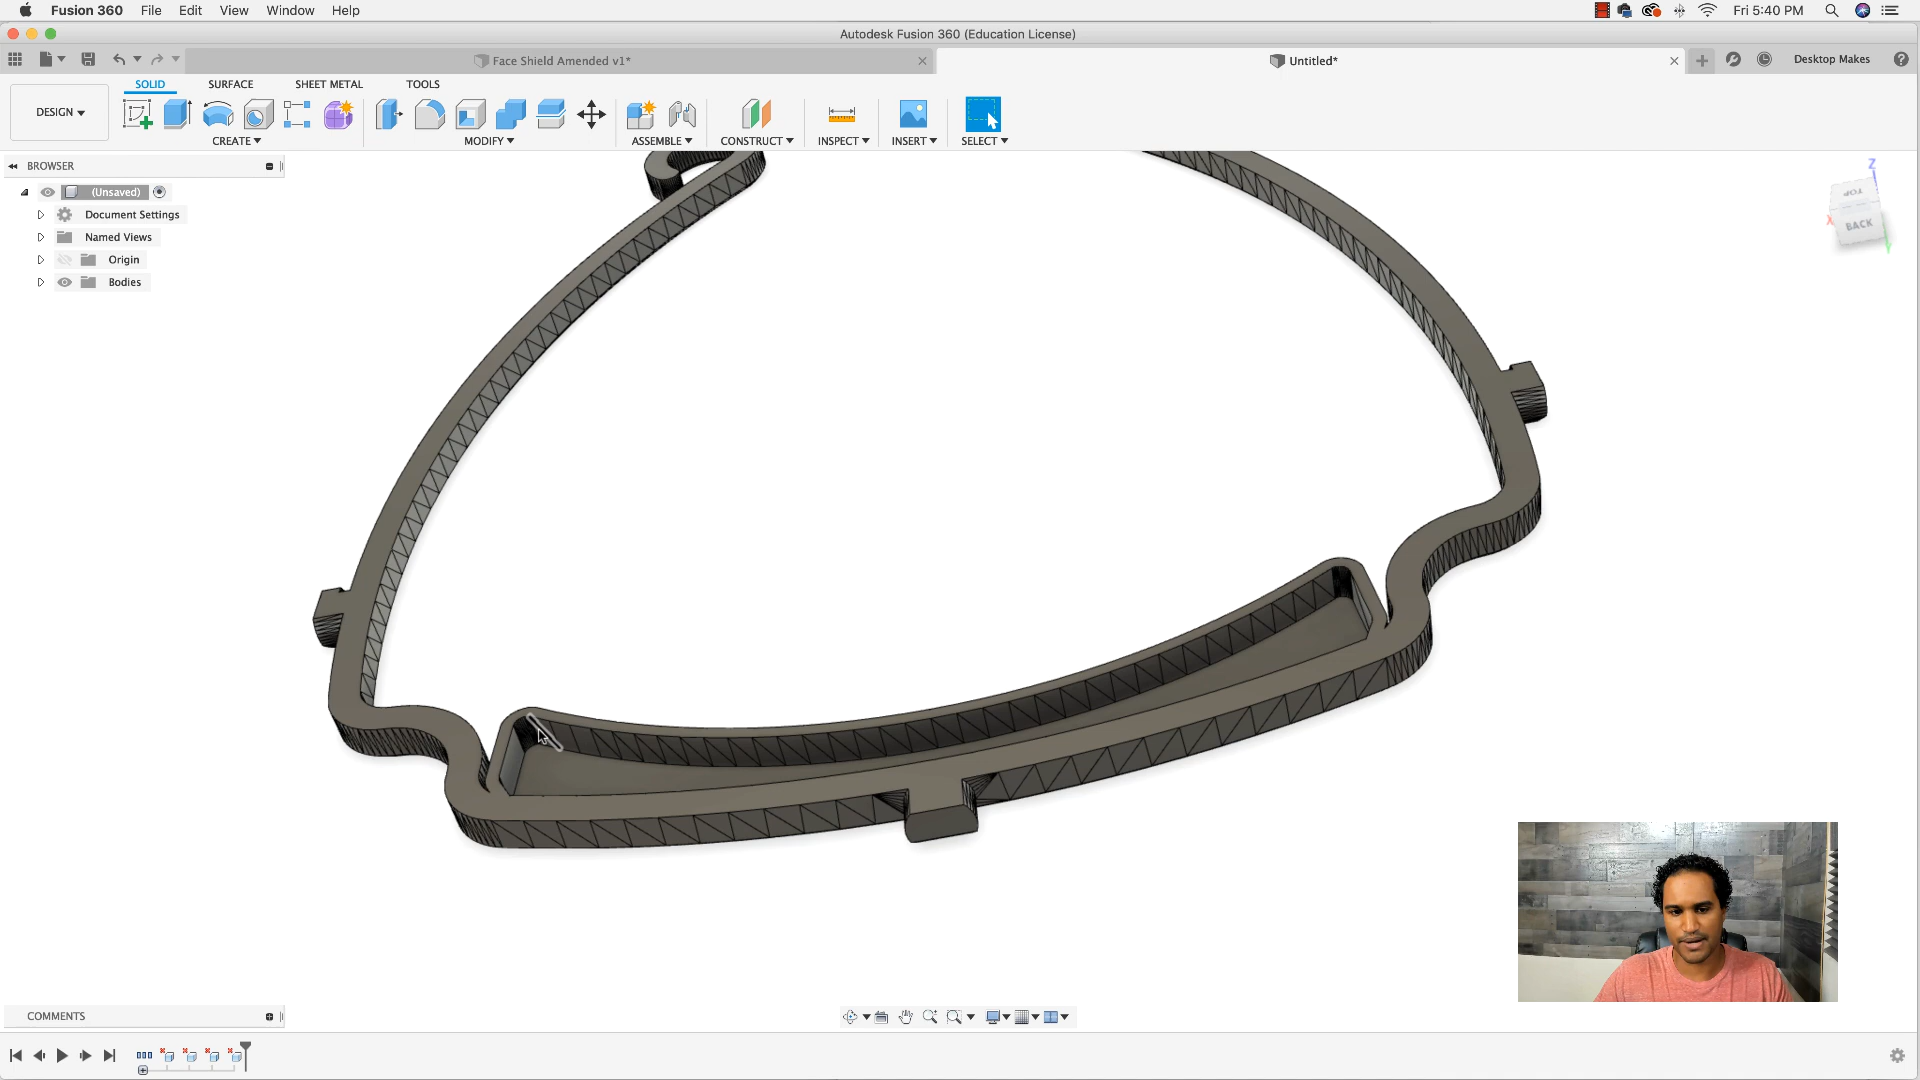 Fusion 360 File Edit View Window Help Fri 5:40 PM
Autodesk Fusion 360 (Education License)
Face Shield Amended v1* Untitled* Desktop Makes
SOLID SURFACE SHEET METAL TOOLS
DESIGN
CREATE MODIFY ASSEMBLE CONSTRUCT INSPECT INSERT SELECT
BROWSER
(Unsaved)
Document Settings
Named Views
Origin
Bodies
Z
TOP
X
BACK
Y
COMMENTS